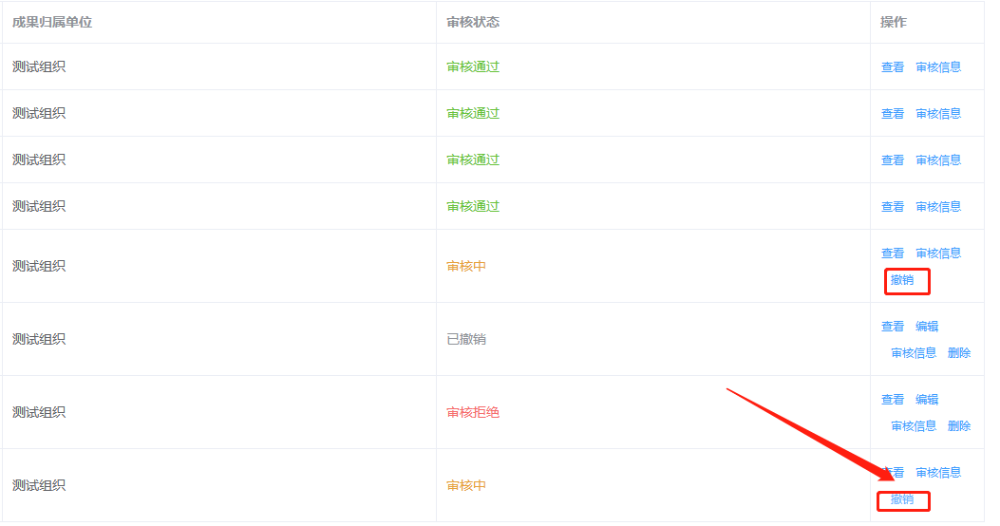 成果归属单位 审核状态 操作
测试组织 审核通过 查看 审核信息
测试组织 审核通过 查看 审核信息
测试组织 审核通过 查看 审核信息
测试组织 审核通过 查看 审核信息
测试组织 审核中 查看 审核信息
撤销
测试组织 已撤销 查看 编辑
审核信息 删除
测试组织 审核拒绝 查看 编辑
审核信息 删除
测试组织 审核中 查看 审核信息
撤销